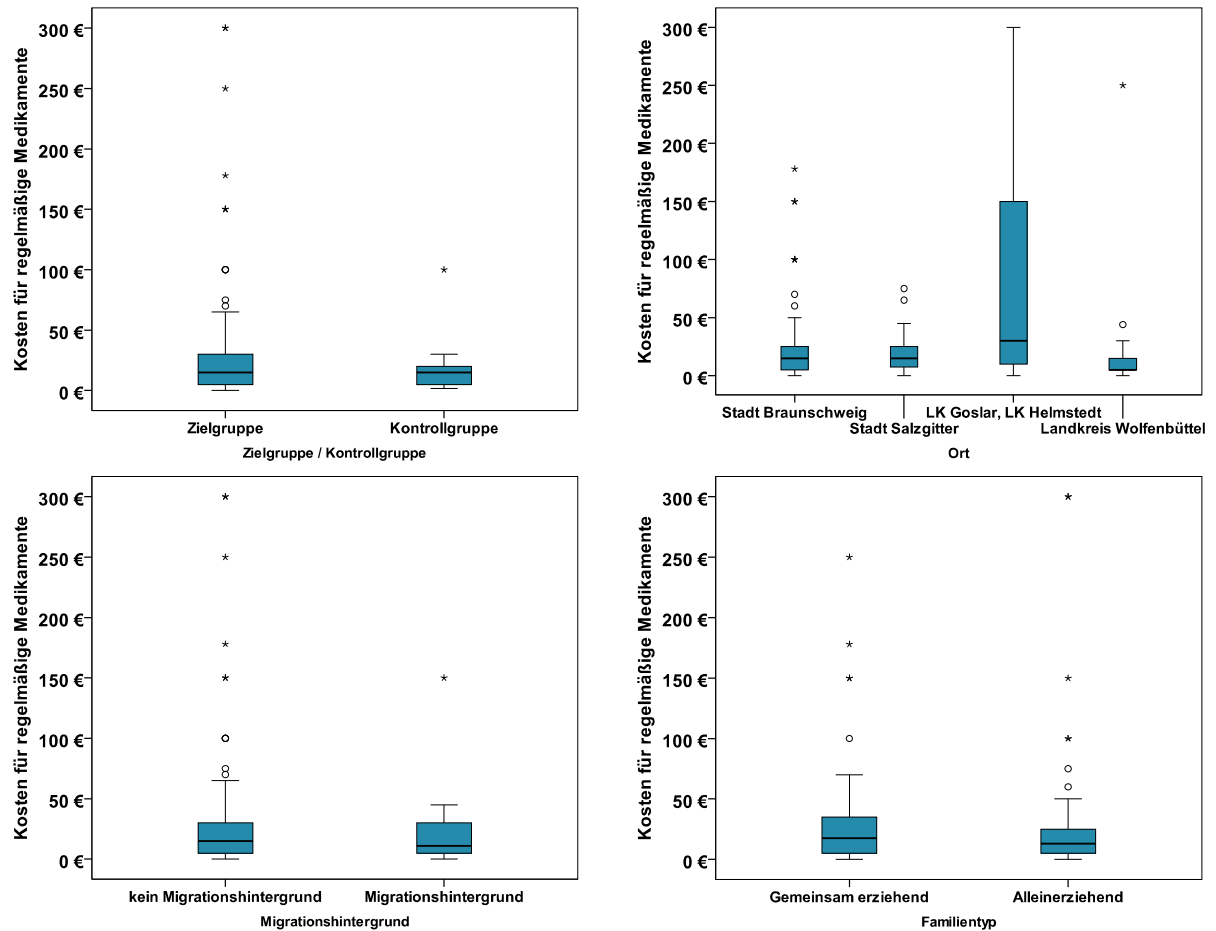 Kosten für regelmäßige Medikamente
300 €
250 €
200 €
150 €
100 €
50 €
0 €
Zielgruppe
Kontrollgruppe
Zielgruppe / Kontrollgruppe
Kosten für regelmäßige Medikamente
300 €
250 €
200 €
150 €
100 €
50 €
0 €
Stadt Braunschweig
Stadt Salzgitter
LK Goslar, LK Helmstedt
Landkreis Wolfenbüttel
Ort
Kosten für regelmäßige Medikamente
300 €
250 €
200 €
150 €
100 €
50 €
0 €
kein Migrationshintergrund
Migrationshintergrund
Migrationshintergrund
Kosten für regelmäßige Medikamente
300 €
250 €
200 €
150 €
100 €
50 €
0 €
Gemeinsam erziehend
Alleinerziehend
Familientyp